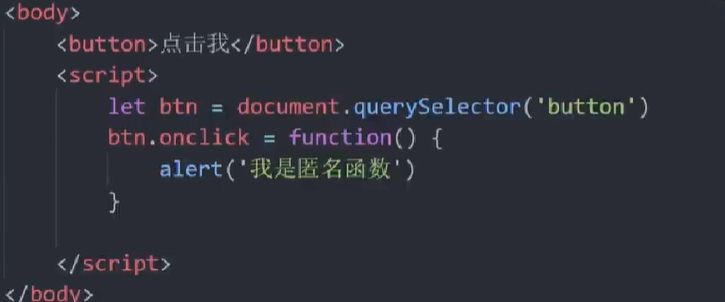 <body>
<button>点击我</button>
<script>
let btn = document.querySelector('button')
btn.onclick = function() {
alert('我是匿名函数')
}
</script>
</body>